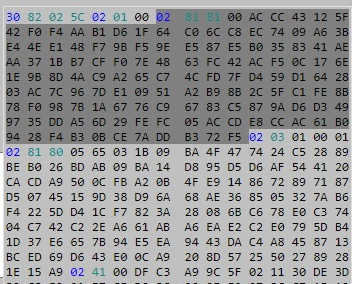 30 82 02 5C 02 01 00 02 81 81 00 AC CC 43 12 5F
42 F0 F4 AA B1 D6 1F 64 C0 6C C8 EC 74 09 A6 3B
E4 4E E1 48 F7 9B F5 9E E5 87 E5 B0 35 83 41 AE
AA 37 1B B7 CF F0 7E 48 63 FC 42 AC F5 0C 17 6E
1E 9B 8D 4A C9 A2 65 C7 4C FD 7F D4 59 D1 64 28
03 AC 7C 96 7D E1 09 51 A2 B9 8B 2C 5F C1 FE 8C
78 F0 98 7B 1A 67 76 C9 67 83 C5 87 9A D6 D3 49
97 35 DD A5 6D 29 FE FC 05 AC CD E8 CC AC 61 B0
94 28 F4 B3 0B CE 7A DD B3 72 F5 02 03 01 00 01
02 81 80 05 65 03 1B 09 BA 4F 47 74 24 C5 28 89
BE B0 26 BD AB 09 BA 14 D8 95 D5 D6 AF 54 41 20
CA CD A9 50 0C FB A2 0B 4F E9 14 86 72 89 71 87
D5 07 45 15 9D 38 D9 6A 68 AE 36 85 05 32 7A B6
F4 22 5D D4 1C F7 82 3A 28 08 6B C6 78 E0 C3 74
04 C7 42 C2 2E A6 61 AB A6 EA E2 C2 E0 79 5D B4
1D 37 E6 65 7B 94 E5 EA 94 43 DA C4 A8 45 87 13
BC ED 69 D6 43 E0 0C A9 20 8D 57 25 50 27 89 28
1E 15 A9 02 41 00 DF C3 A9 9C 5F 02 11 30 DE 3D